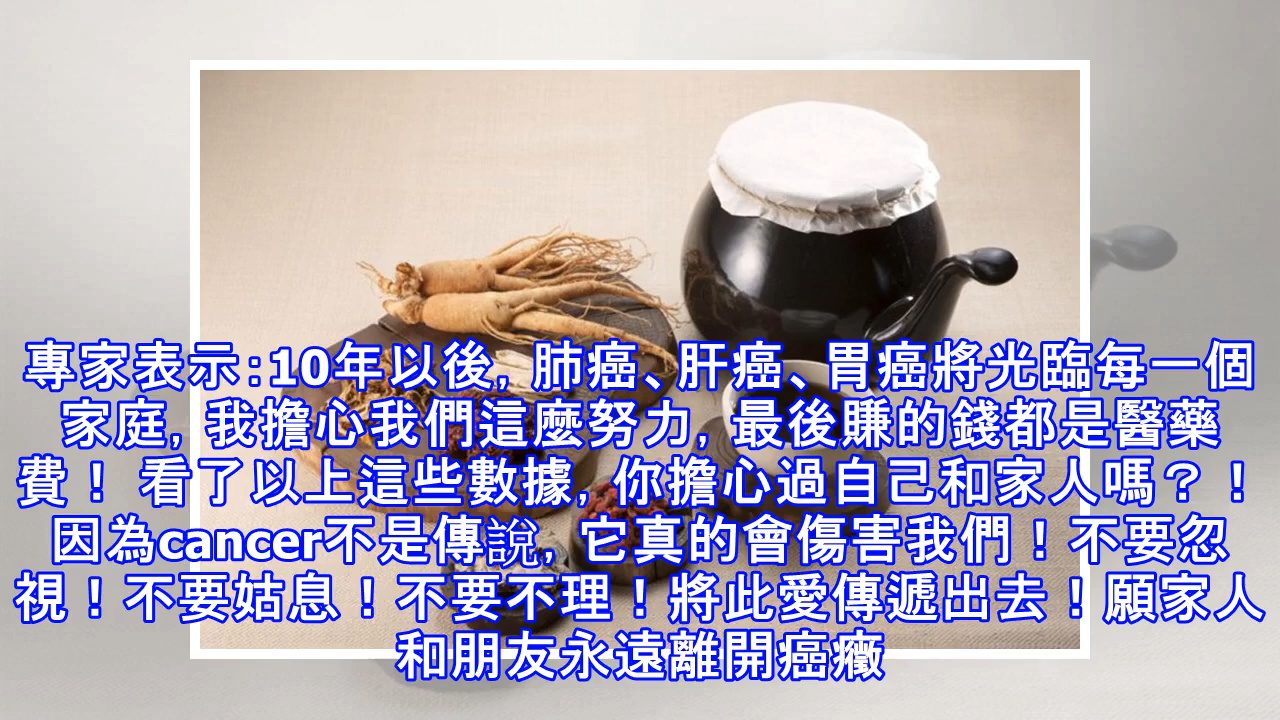 專家表示:10年以後, 肺癌、肝癌、胃癌將光臨每一個
家庭, 我擔心我們這麼努力, 最後賺的錢都是醫藥
費！ 看了以上這些數據, 你擔心過自己和家人嗎？！
因為cancer不是傳說, 它真的會傷害我們！不要忽
視！不要姑息！不要不理！將此愛傳遞出去！願家人
和朋友永遠離開癌癥